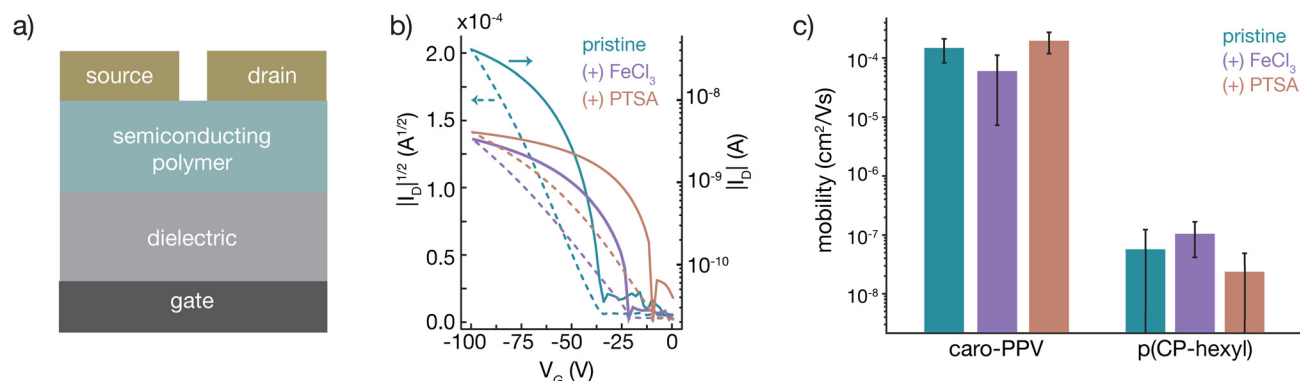 a)
source
drain
semiconducting
polymer
dielectric
gate
b)
x10⁻⁴
pristine
(+) FeCl₃
(+) PTSA
|I_D|^1/2 (A^1/2)
2.0
1.5
1.0
0.5
0.0
-100
-75
-50
-25
0
V_G (V)
10⁻⁸
10⁻⁹
10⁻¹⁰
|I_D| (A)
c)
pristine
(+) FeCl₃
(+) PTSA
mobility (cm²/Vs)
10⁻⁴
10⁻⁵
10⁻⁶
10⁻⁷
10⁻⁸
caro-PPV
p(CP-hexyl)